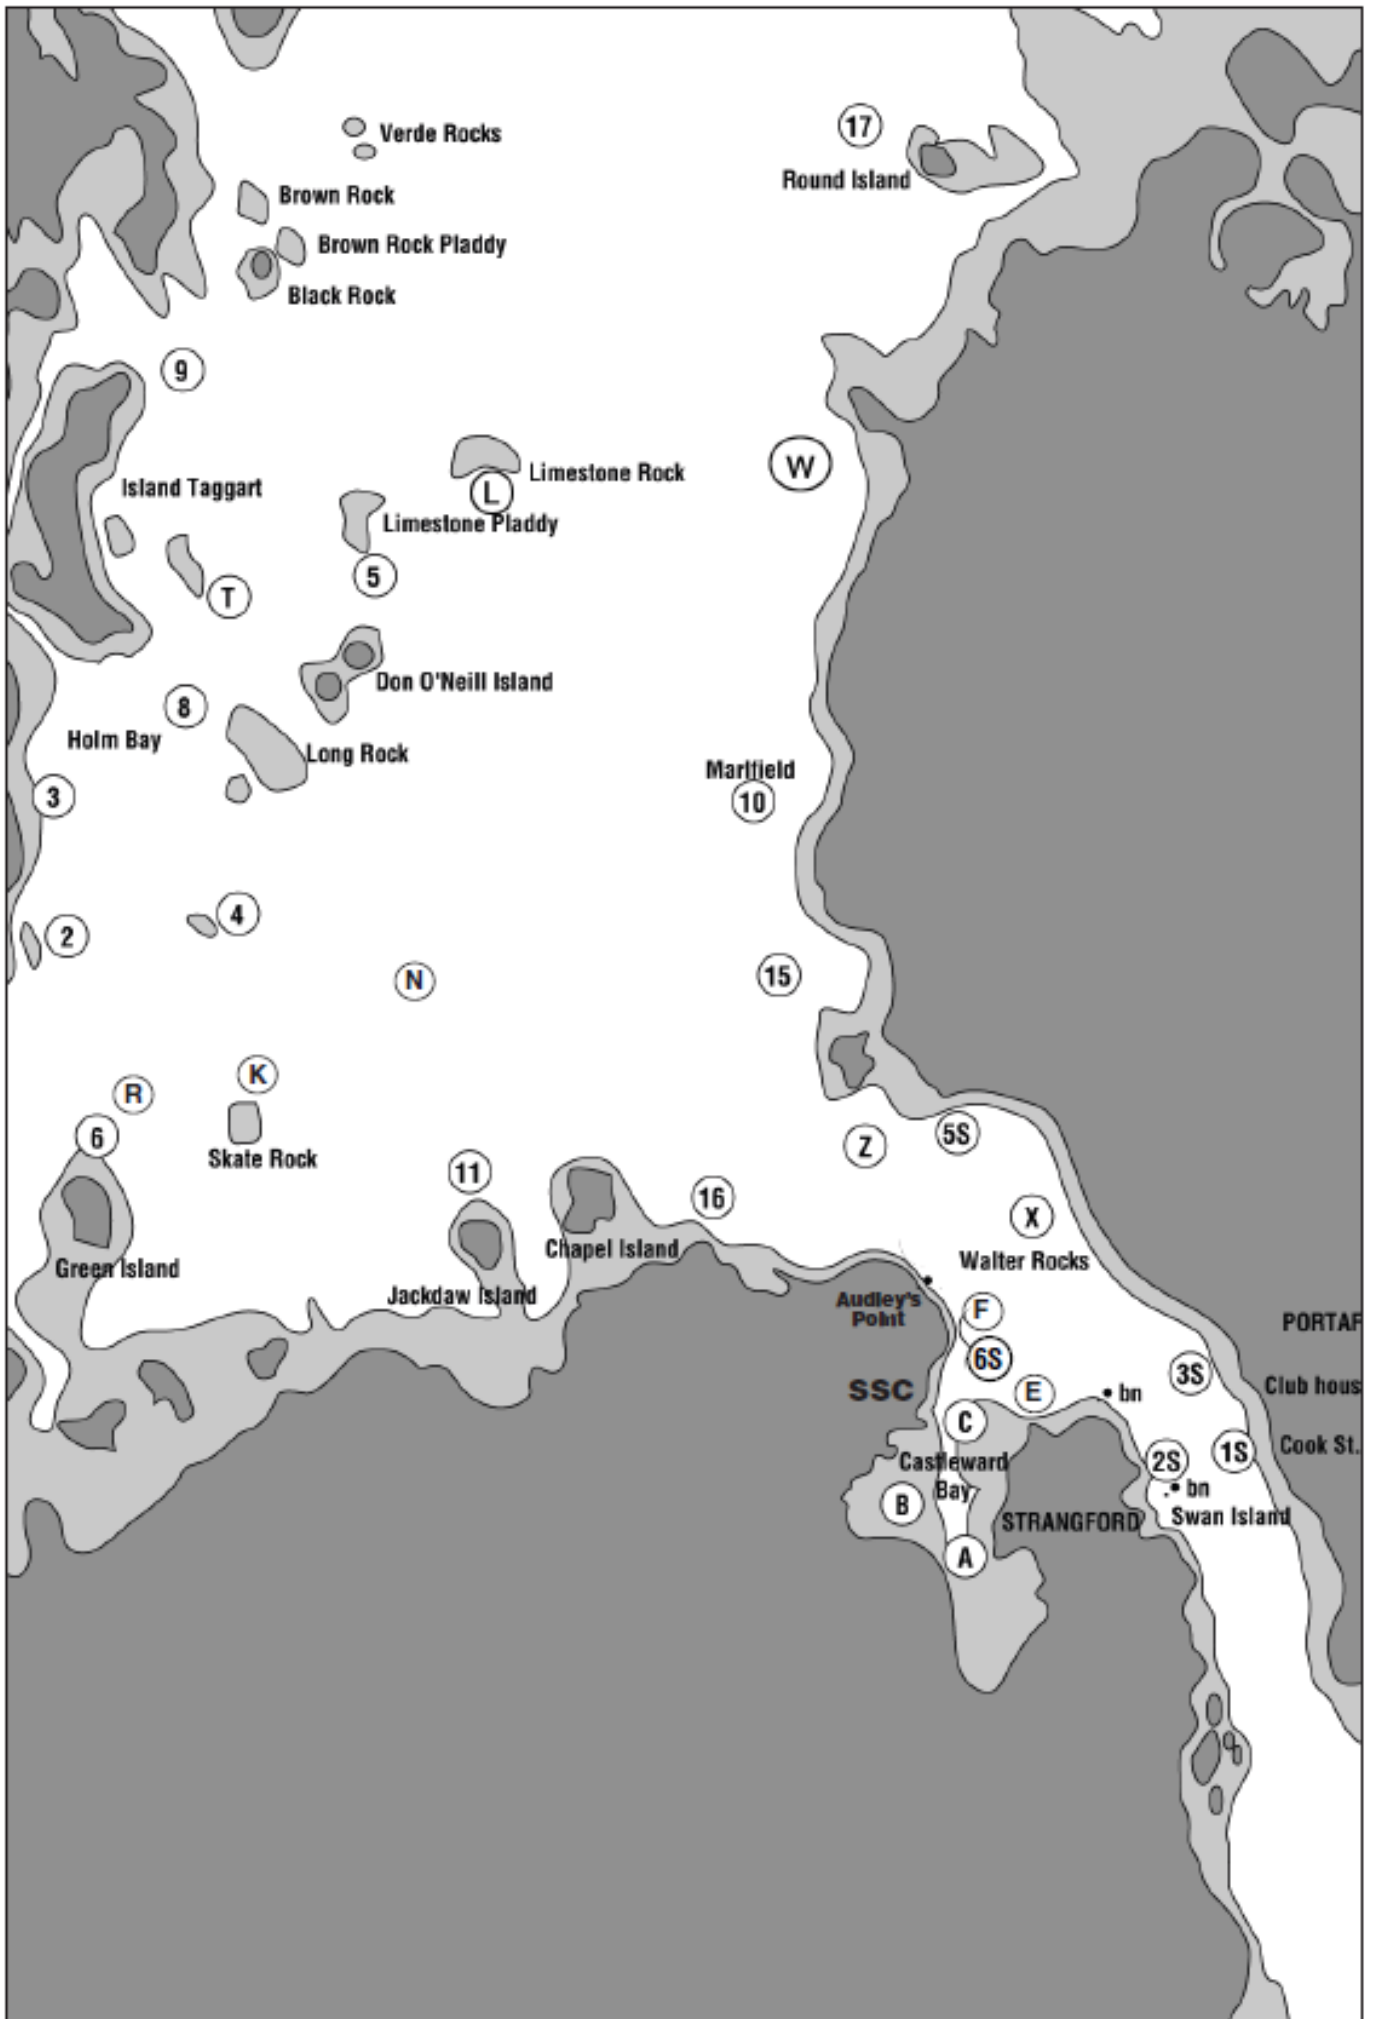 Verde Rocks
17
Round Island
Brown Rock
Brown Rock Pladdy
Black Rock
9
W
Limestone Rock
L
Island Taggart
Limestone Pladdy
5
T
Don O'Neill Island
8
Holm Bay
Long Rock
Marlfield
10
3
4
2
15
N
K
R
6
5S
Z
Skate Rock
11
16
X
Chapel Island
Walter Rocks
Green Island
Jackdaw Island
Audley's
Point
F
PORTAF
6S
3S
SSC
E
bn
Club hous
C
Cook St.
1S
Castleward
2S
Bay
bn
B
Swan Island
STRANGFORD
A